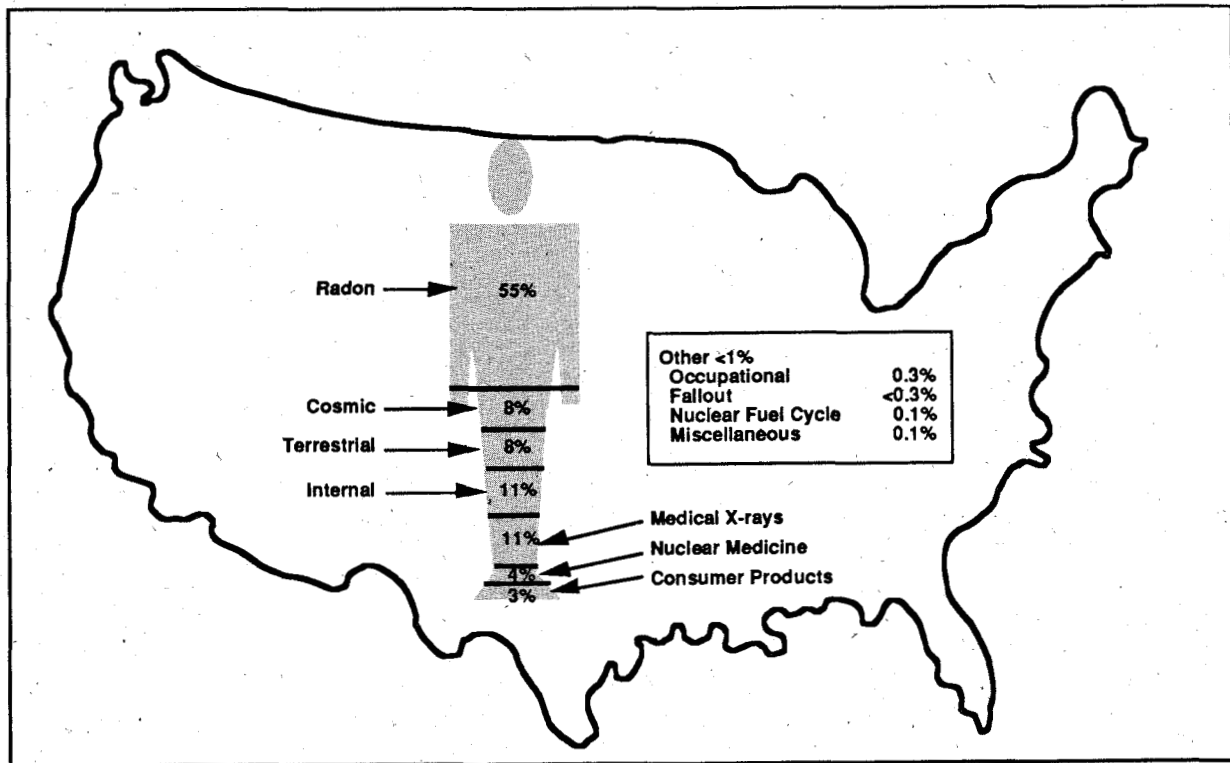 Radon 55%
Other <1%
Occupational 0.3%
Fallout <0.3%
Nuclear Fuel Cycle 0.1%
Miscellaneous 0.1%
Cosmic 8%
Terrestrial 8%
Internal 11%
11% Medical X-rays
4% Nuclear Medicine
3% Consumer Products